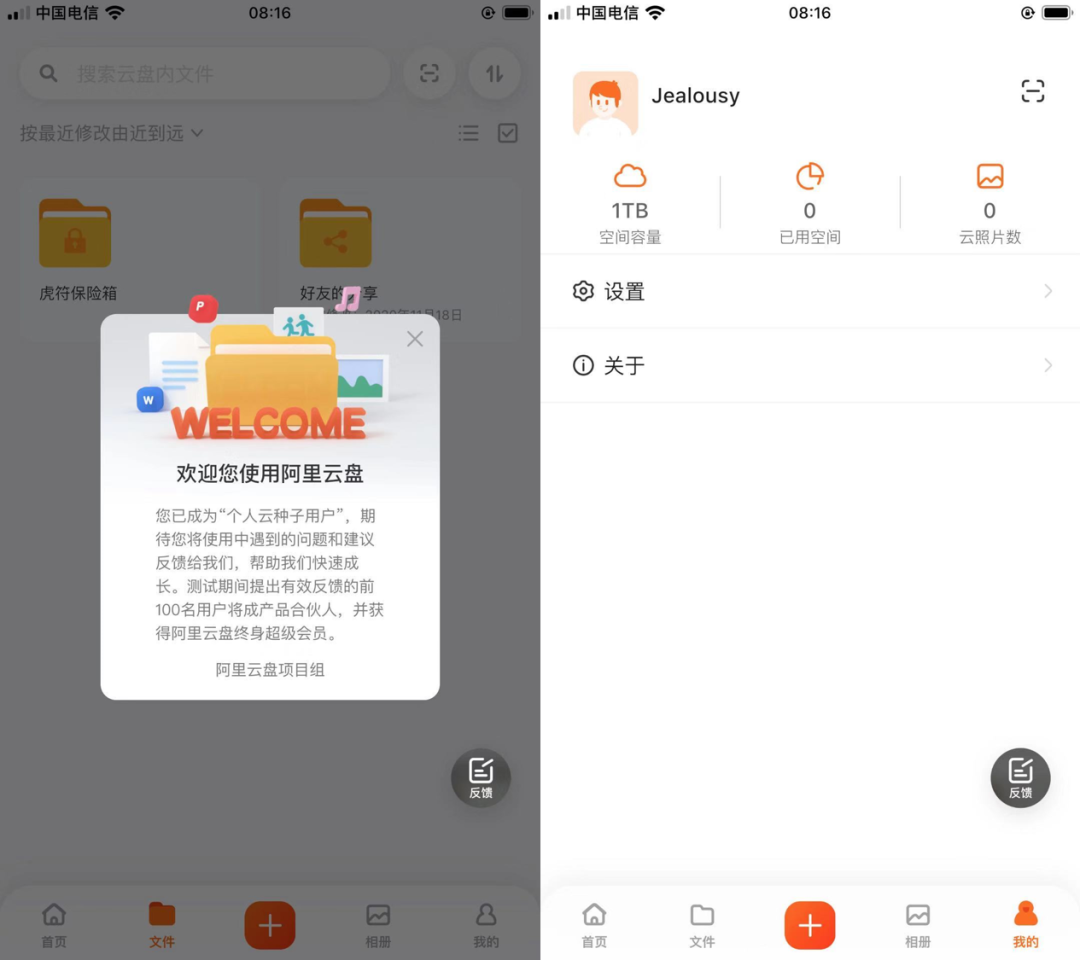 中国电信
08:16
搜索云盘内文件
按最近修改由近到远
虎符保险箱
好友的
享
2020年11月18日
P
W
WELCOME
欢迎您使用阿里云盘
您已成为“个人云种子用户”，期
待您将使用中遇到的问题和建议
反馈给我们，帮助我们快速成
长。测试期间提出有效反馈的前
100名用户将成产品合伙人，并获
得阿里云盘终身超级会员。
阿里云盘项目组
反馈
首页
文件
相册
我的
中国电信
08:16
Jealousy
1TB
0
0
空间容量
已用空间
云照片数
设置
关于
反馈
首页
文件
相册
我的